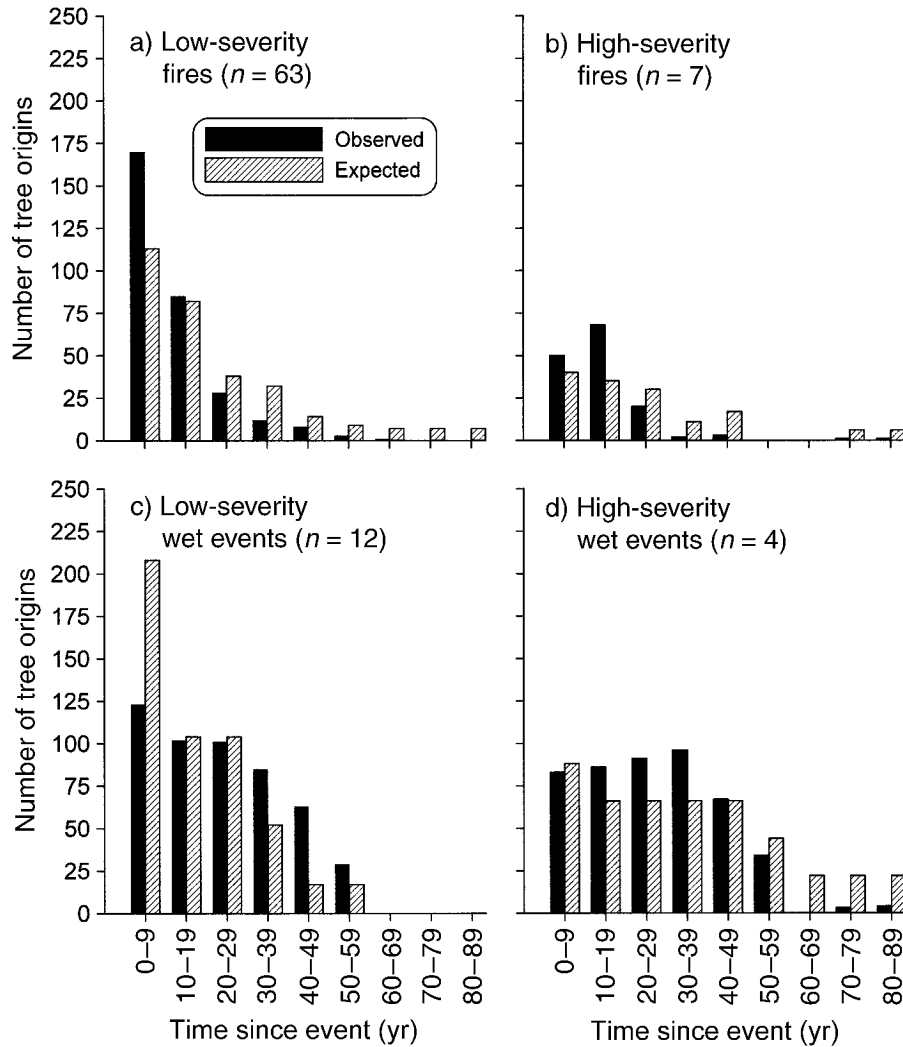 a) Low-severity
fires (n = 63)
Observed
Expected
Number of tree origins
250
225
200
175
150
125
100
75
50
25
0
b) High-severity
fires (n = 7)
c) Low-severity
wet events (n = 12)
Number of tree origins
250
225
200
175
150
125
100
75
50
25
0
0–9
10–19
20–29
30–39
40–49
50–59
60–69
70–79
80–89
Time since event (yr)
d) High-severity
wet events (n = 4)
0–9
10–19
20–29
30–39
40–49
50–59
60–69
70–79
80–89
Time since event (yr)